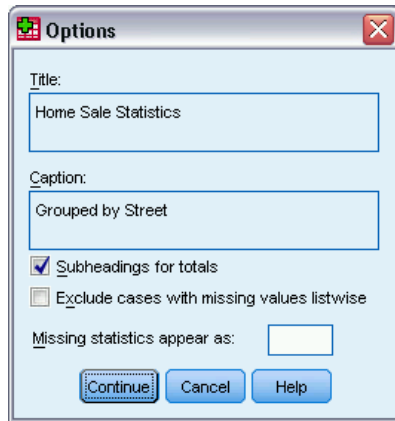 Options
Title:
Home Sale Statistics
Caption:
Grouped by Street
Subheadings for totals
Exclude cases with missing values listwise
Missing statistics appear as:
Continue Cancel Help